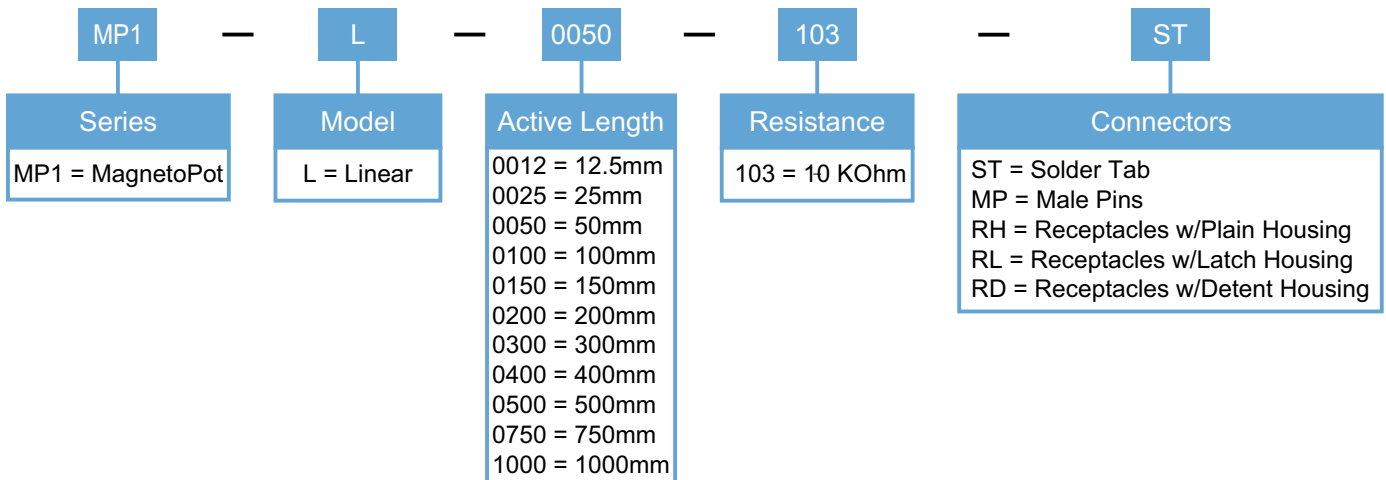 MP1 — L — 0050 — 103 — ST
Series
MP1 = MagnetoPot
Model
L = Linear
Active Length
0012 = 12.5mm
0025 = 25mm
0050 = 50mm
0100 = 100mm
0150 = 150mm
0200 = 200mm
0300 = 300mm
0400 = 400mm
0500 = 500mm
0750 = 750mm
1000 = 1000mm
Resistance
103 = 10 KOhm
Connectors
ST = Solder Tab
MP = Male Pins
RH = Receptacles w/Plain Housing
RL = Receptacles w/Latch Housing
RD = Receptacles w/Detent Housing